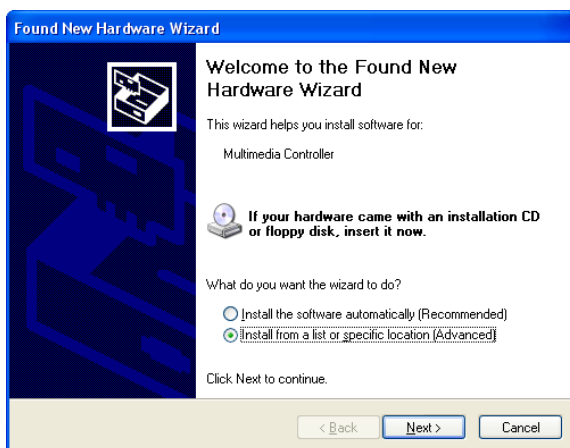 Found New Hardware Wizard
Welcome to the Found New
Hardware Wizard
This wizard helps you install software for:
Multimedia Controller
If your hardware came with an installation CD
or floppy disk, insert it now.
What do you want the wizard to do?
Install the software automatically (Recommended)
Install from a list or specific location (Advanced)
Click Next to continue.
< Back Next > Cancel